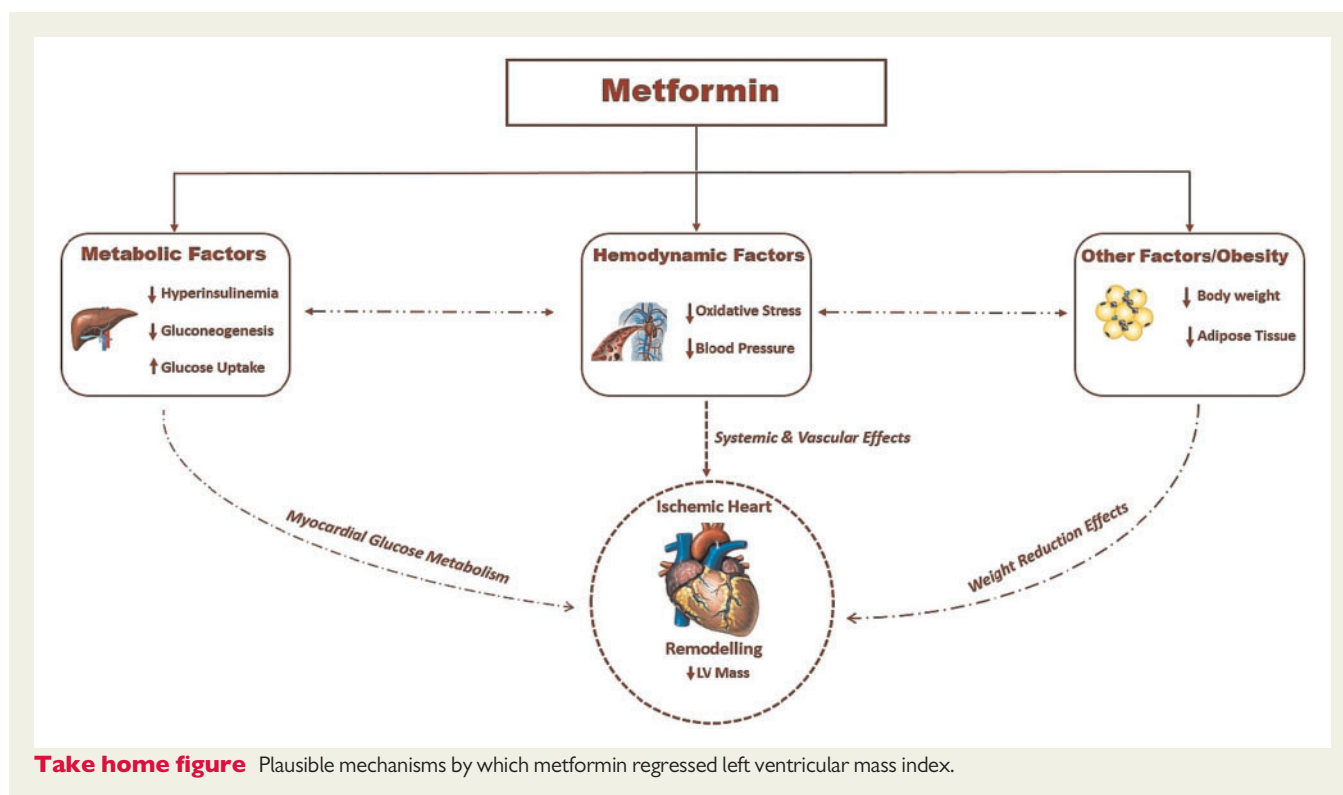 Metformin
Metabolic Factors
↓ Hyperinsulinemia
↓ Gluconeogenesis
↑ Glucose Uptake
Hemodynamic Factors
↓ Oxidative Stress
↓ Blood Pressure
Other Factors/Obesity
↓ Body weight
↓ Adipose Tissue
Systemic & Vascular Effects
Myocardial Glucose Metabolism
Weight Reduction Effects
Ischemic Heart
Remodelling
↓ LV Mass
Take home figure Plausible mechanisms by which metformin regressed left ventricular mass index.